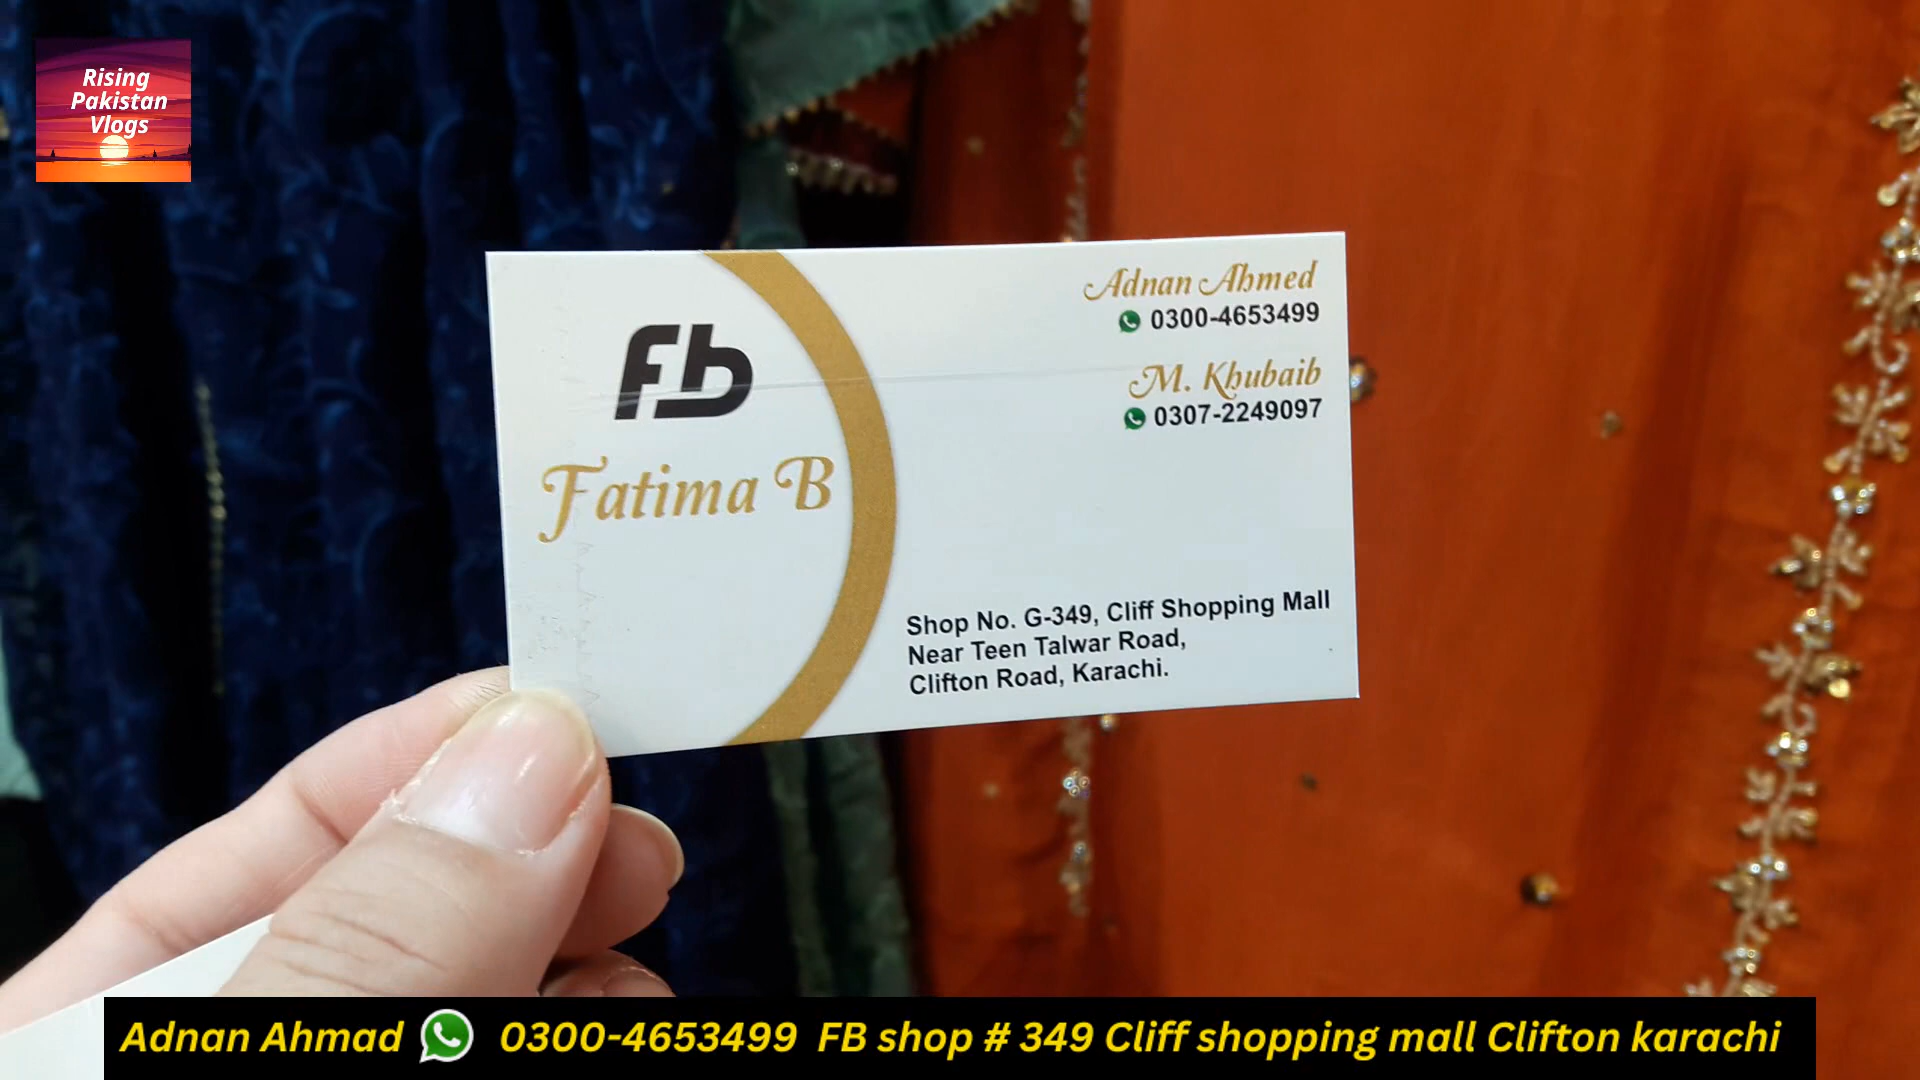 Rising
Pakistan
Vlogs
Adnan Ahmed
0300-4653499
M. Khubaib
0307-2249097
fb
Fatima B
Shop No. G-349, Cliff Shopping Mall
Near Teen Talwar Road,
Clifton Road, Karachi.
Adnan Ahmad 0300-4653499 FB shop # 349 Cliff shopping mall Clifton karachi